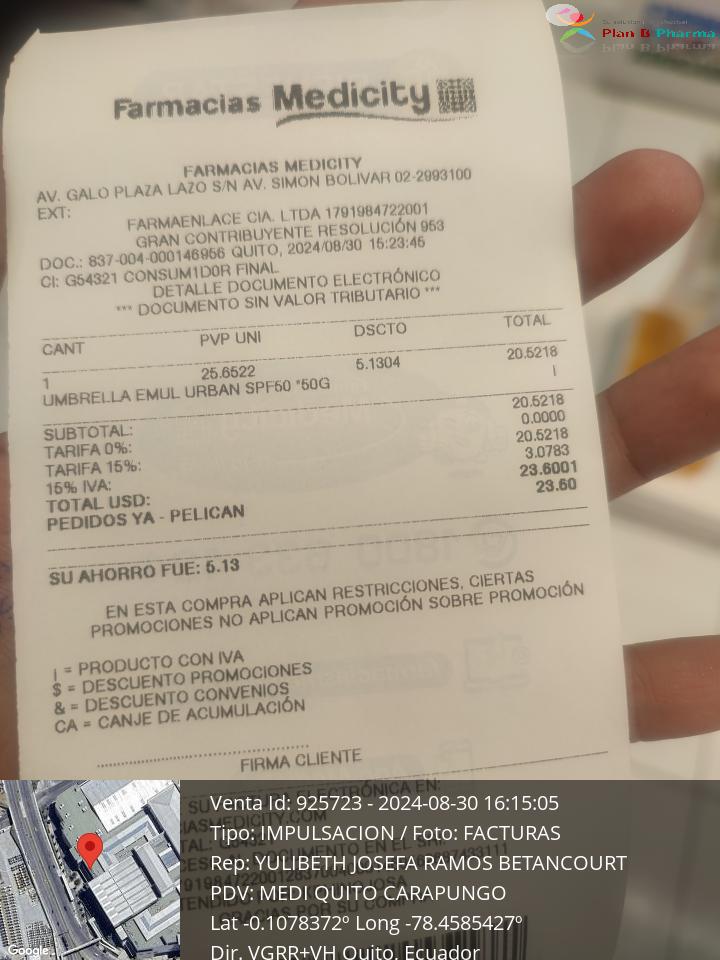 Plan B Pharma
Farmacias Medicity
FARMACIAS MEDICITY
AV. GALO PLAZA LAZO S/N AV. SIMON BOLIVAR 02-2993100
EXT:
FARMAENLACE CIA. LTDA 1791984722001
GRAN CONTRIBUYENTE RESOLUCIÓN 953
DOC.: 837-004-000146956 QUITO, 2024/08/30 15:23:45
CI: G54321 CONSUM1D0R FINAL
DETALLE DOCUMENTO ELECTRÓNICO
*** DOCUMENTO SIN VALOR TRIBUTARIO ***
CANT PVP UNI DSCTO TOTAL
1 25.6522 5.1304 20.5218
UMBRELLA EMUL URBAN SPF50 *50G I
SUBTOTAL: 20.5218
TARIFA 0%: 0.0000
TARIFA 15%: 20.5218
15% IVA: 3.0783
TOTAL USD: 23.6001
PEDIDOS YA - PELICAN 23.60
SU AHORRO FUE: 5.13
EN ESTA COMPRA APLICAN RESTRICCIONES, CIERTAS
PROMOCIONES NO APLICAN PROMOCIÓN SOBRE PROMOCIÓN
I = PRODUCTO CON IVA
$ = DESCUENTO PROMOCIONES
& = DESCUENTO CONVENIOS
CA = CANJE DE ACUMULACIÓN
FIRMA CLIENTE
Venta Id: 925723 - 2024-08-30 16:15:05
Tipo: IMPULSACION / Foto: FACTURAS
Rep: YULIBETH JOSEFA RAMOS BETANCOURT
PDV: MEDI QUITO CARAPUNGO
Lat -0.1078372º Long -78.4585427º
Dir. VGRR+VH Quito, Ecuador
Google